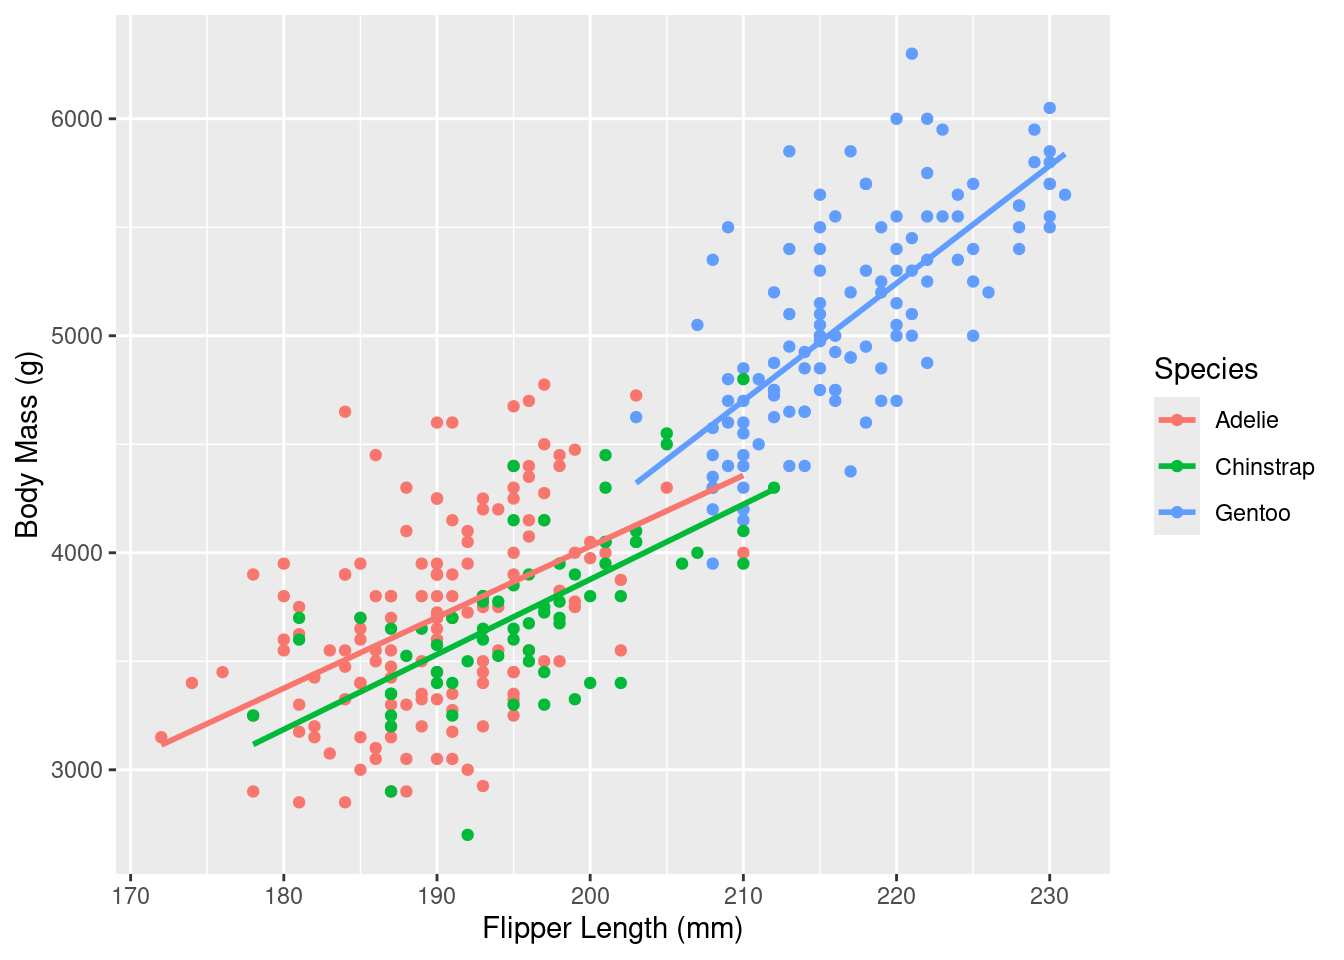 6000
5000
4000
3000
Body Mass (g)
170 180 190 200 210 220 230
Flipper Length (mm)
Species
Adelie
Chinstrap
Gentoo